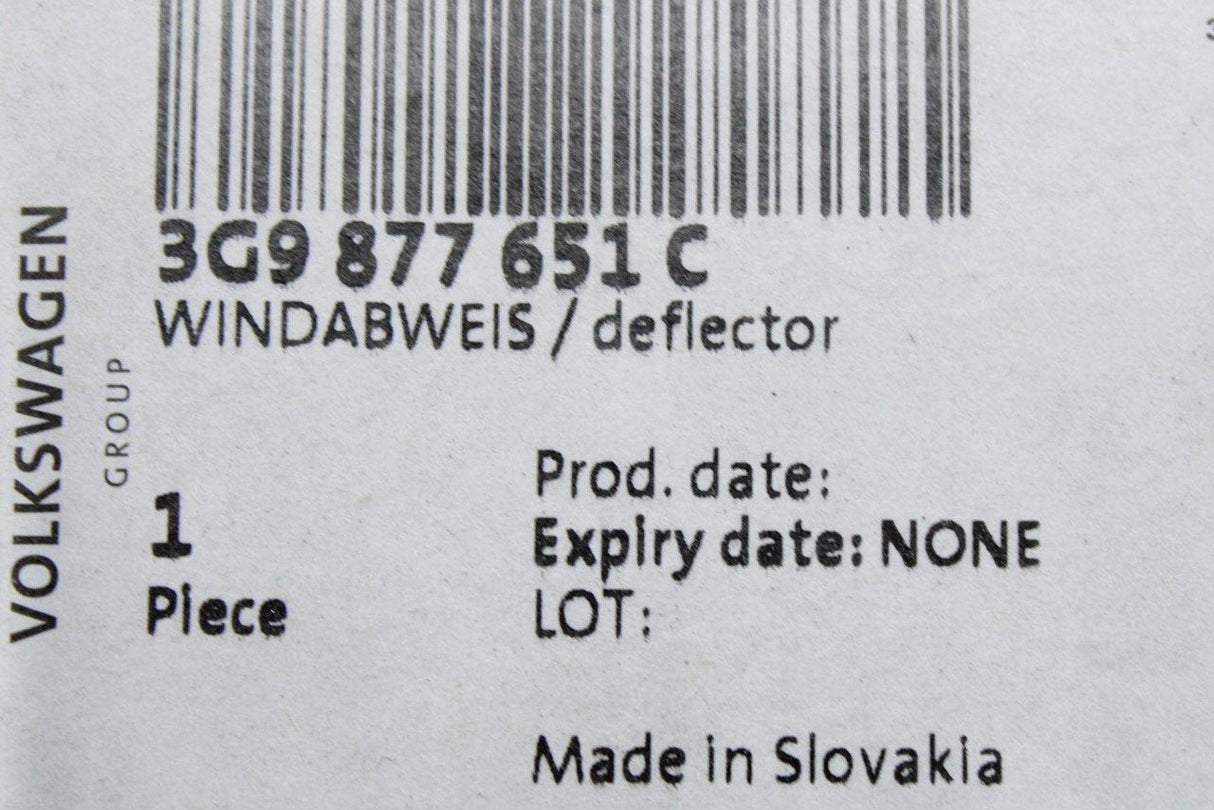 3G9 877 651 C
WINDABWEIS / deflector
VOLKSWAGEN
GROUP
1
Piece
Prod. date:
Expiry date: NONE
LOT:
Made in Slovakia